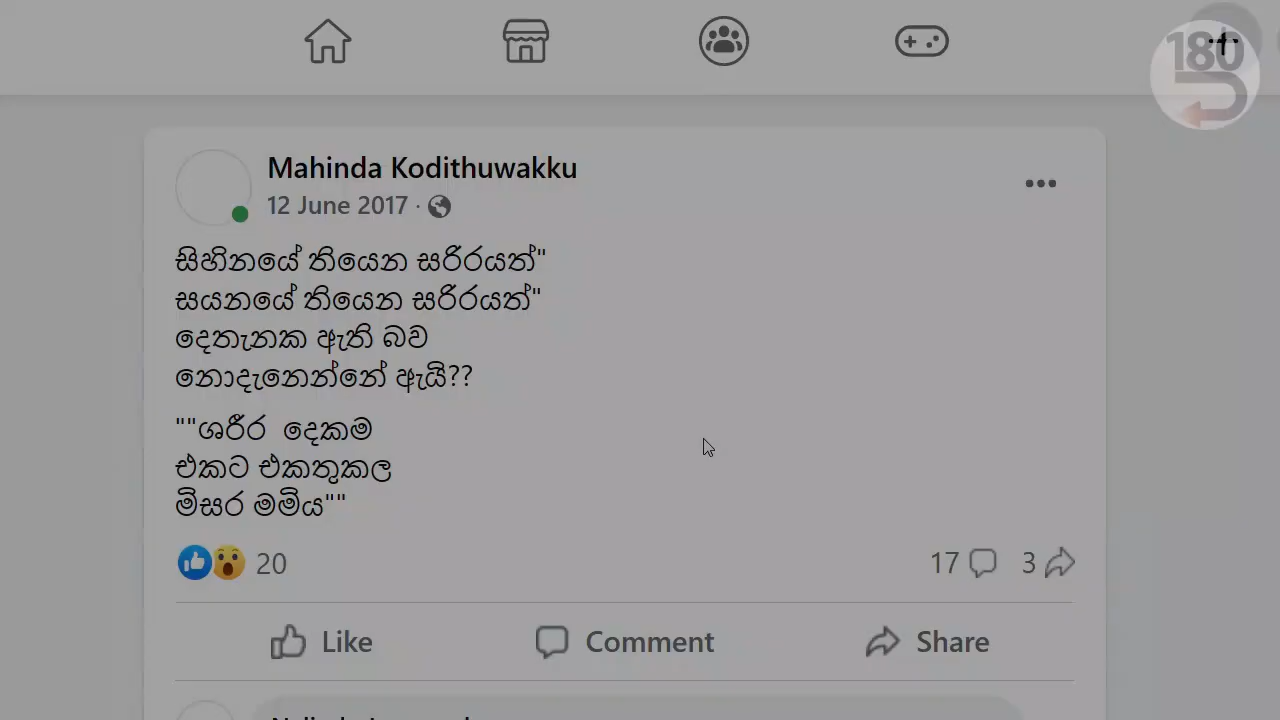 180
Mahinda Kodithuwakku
12 June 2017 ·
සිහිනයේ තියෙන සරීරයත්"
සයනයේ තියෙන සරීරයත්"
දෙතැනක ඇති බව
නොදැනෙන්නේ ඇයි??
""ශරීර දෙකම
එකට එකතුකල
මිසර මමිය""
20
17
3
Like
Comment
Share